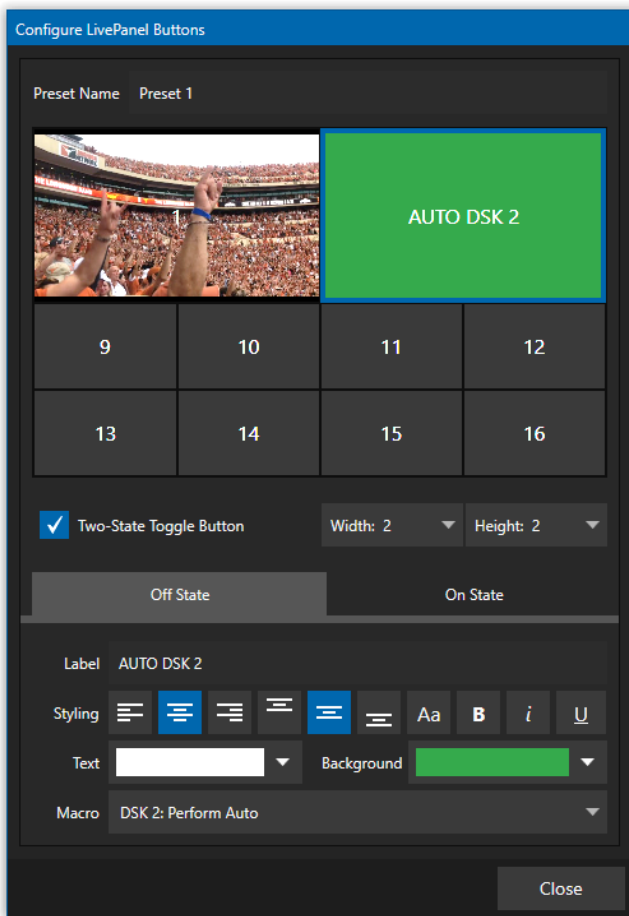 Configure LivePanel Buttons
Preset Name Preset 1
1 AUTO DSK 2
9 10 11 12
13 14 15 16
Two-State Toggle Button Width: 2 Height: 2
Off State On State
Label AUTO DSK 2
Styling Aa B i U
Text Background
Macro DSK 2: Perform Auto
Close